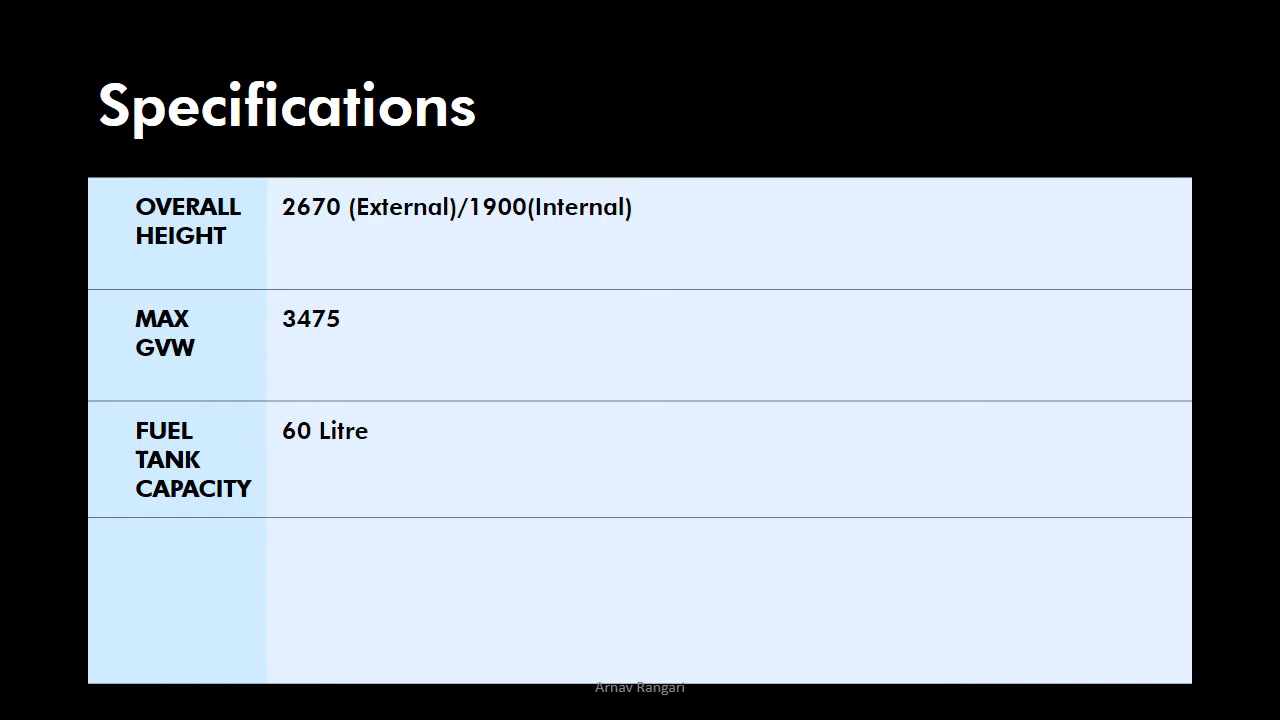 Specifications
OVERALL
HEIGHT
2670 (External)/1900(Internal)
MAX
GVW
3475
FUEL
TANK
CAPACITY
60 Litre
Arnav Rangari